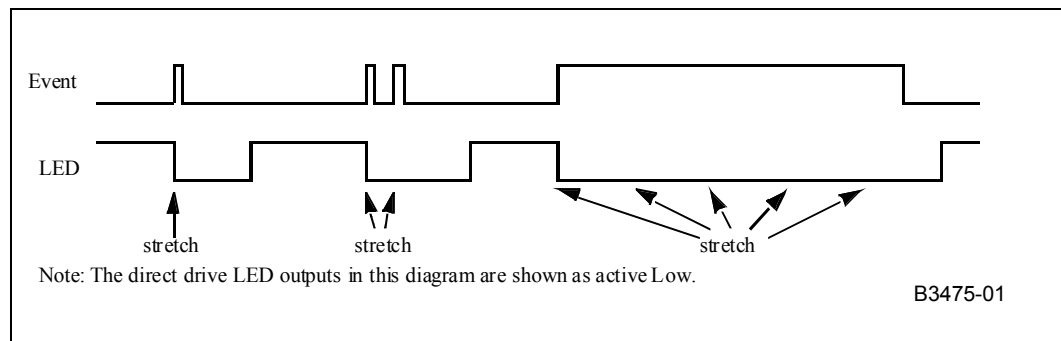 Event
LED
stretch stretch stretch
Note: The direct drive LED outputs in this diagram are shown as active Low.
B3475-01